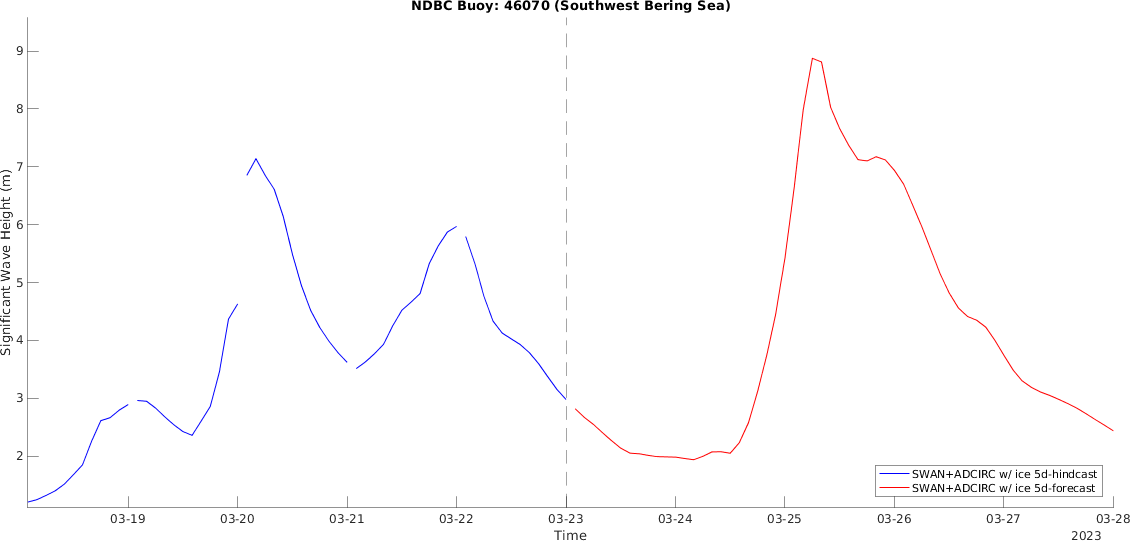 NDBC Buoy: 46070 (Southwest Bering Sea)
Significant Wave Height (m)
9
8
7
6
5
4
3
2
SWAN+ADCIRC w/ ice 5d-hindcast
SWAN+ADCIRC w/ ice 5d-forecast
03-19 03-20 03-21 03-22 03-23 03-24 03-25 03-26 03-27 03-28
Time
2023